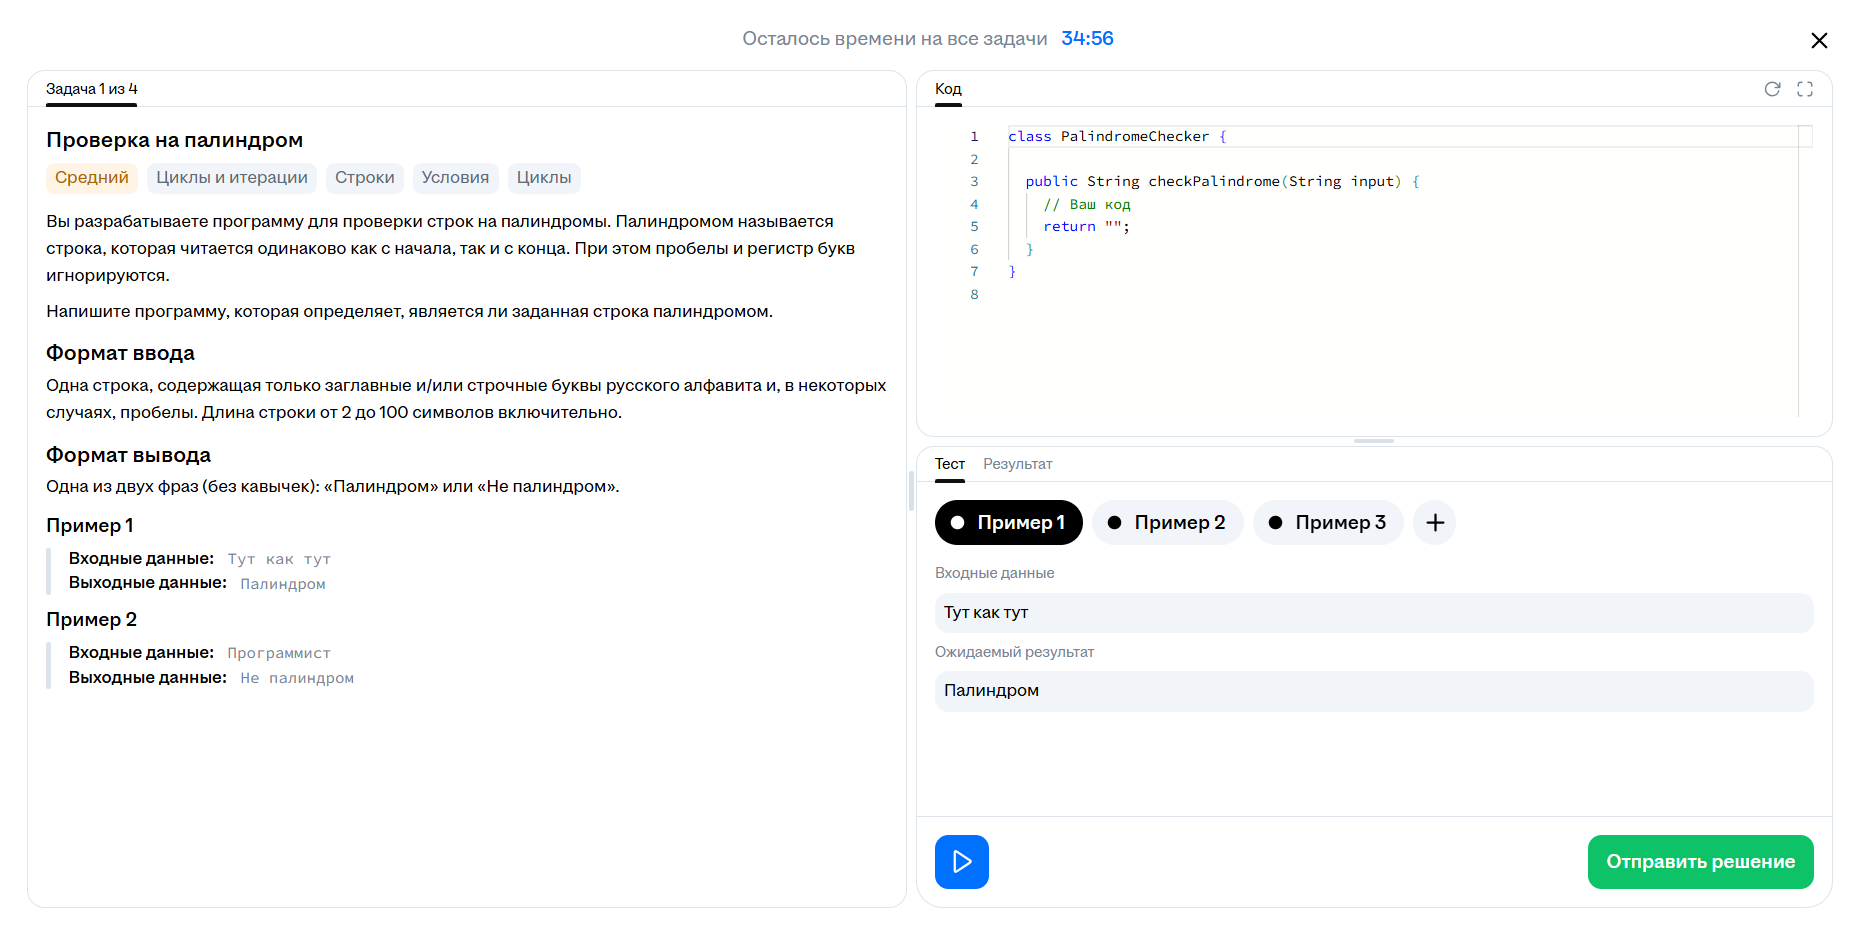 Осталось времени на все задачи 34:56
Задача 1 из 4
Проверка на палиндром
Средний Циклы и итерации Строки Условия Циклы
Вы разрабатываете программу для проверки строк на палиндромы. Палиндромом называется
строка, которая читается одинаково как с начала, так и с конца. При этом пробелы и регистр букв
игнорируются.
Напишите программу, которая определяет, является ли заданная строка палиндромом.
Формат ввода
Одна строка, содержащая только заглавные и/или строчные буквы русского алфавита и, в некоторых
случаях, пробелы. Длина строки от 2 до 100 символов включительно.
Формат вывода
Одна из двух фраз (без кавычек): «Палиндром» или «Не палиндром».
Пример 1
Входные данные: Тут как тут
Выходные данные: Палиндром
Пример 2
Входные данные: Программист
Выходные данные: Не палиндром
Код
1 class PalindromeChecker {
2
3 public String checkPalindrome(String input) {
4 // Ваш код
5 return "";
6 }
7 }
8
Тест Результат
Пример 1 Пример 2 Пример 3 +
Входные данные
Тут как тут
Ожидаемый результат
Палиндром
Отправить решение